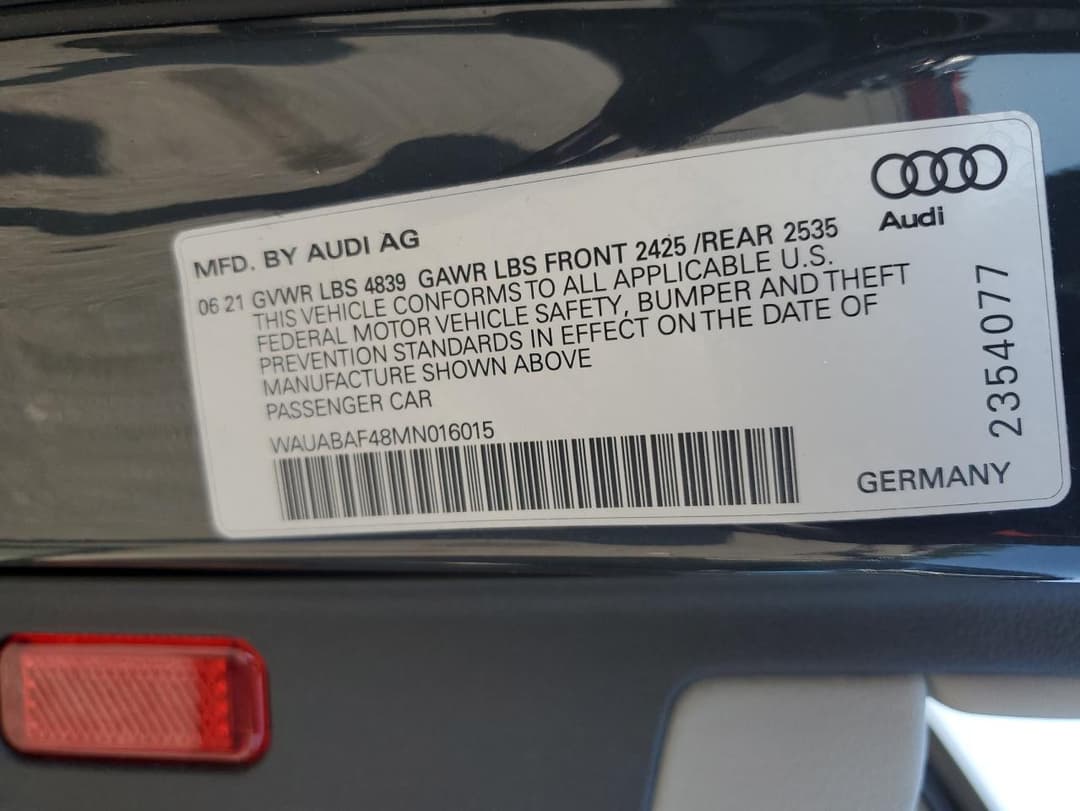 Audi
MFD. BY AUDI AG
06 21 GVWR LBS 4839 GAWR LBS FRONT 2425 /REAR 2535
THIS VEHICLE CONFORMS TO ALL APPLICABLE U.S.
FEDERAL MOTOR VEHICLE SAFETY, BUMPER AND THEFT
PREVENTION STANDARDS IN EFFECT ON THE DATE OF
MANUFACTURE SHOWN ABOVE
PASSENGER CAR
WAUABAF48MN016015
2354077
GERMANY